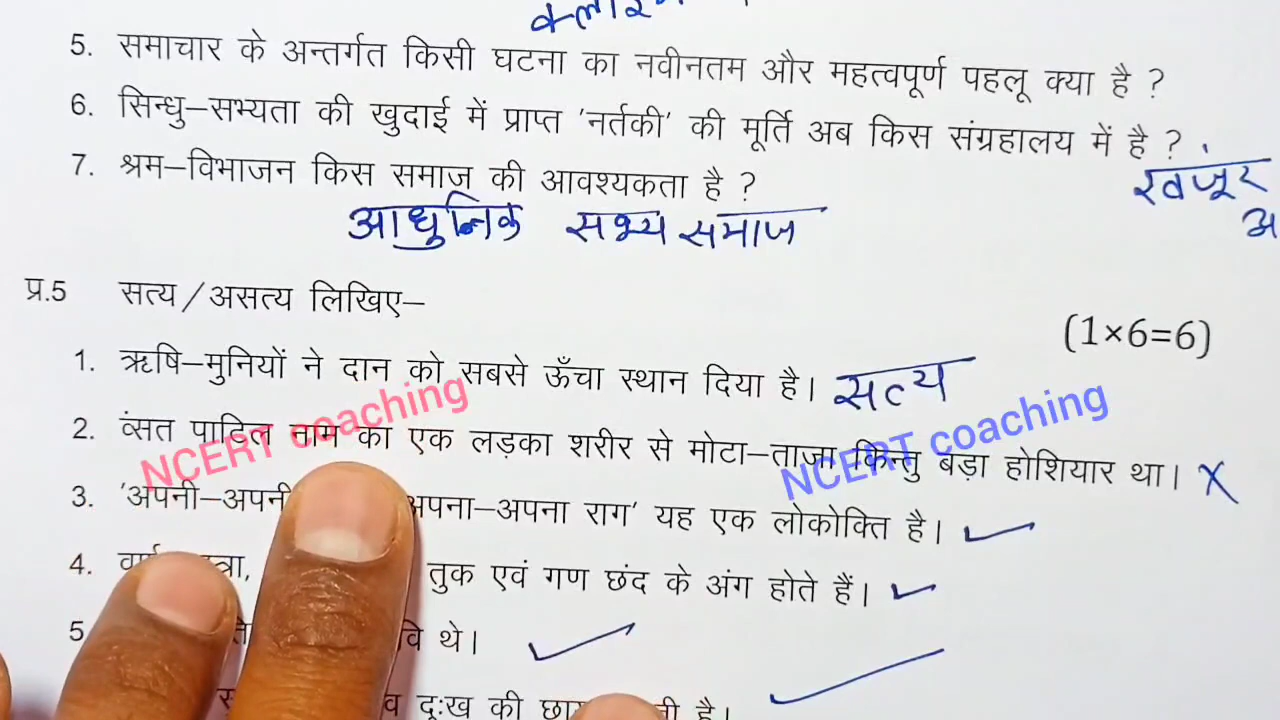 5. समाचार के अन्तर्गत किसी घटना का नवीनतम और महत्वपूर्ण पहलू क्या है ?
6. सिन्धु–सभ्यता की खुदाई में प्राप्त 'नर्तकी' की मूर्ति अब किस संग्रहालय में है ?
7. श्रम–विभाजन किस समाज की आवश्यकता है ?
खजूर
आधुनिक सभ्य समाज
अ
प्र.5 सत्य/असत्य लिखिए–
(1×6=6)
1. ऋषि–मुनियों ने दान को सबसे ऊँचा स्थान दिया है। सत्य
2. व्ंसत पाटिल नाम का एक लड़का शरीर से मोटा–ताजा किन्तु बड़ा होशियार था। X
NCERT coaching
NCERT coaching
3. 'अपनी–अपनी अपना–अपना राग' यह एक लोकोक्ति है।
4. तुक एवं गण छंद के अंग होते हैं।
5 थे।
व दुःख की है।